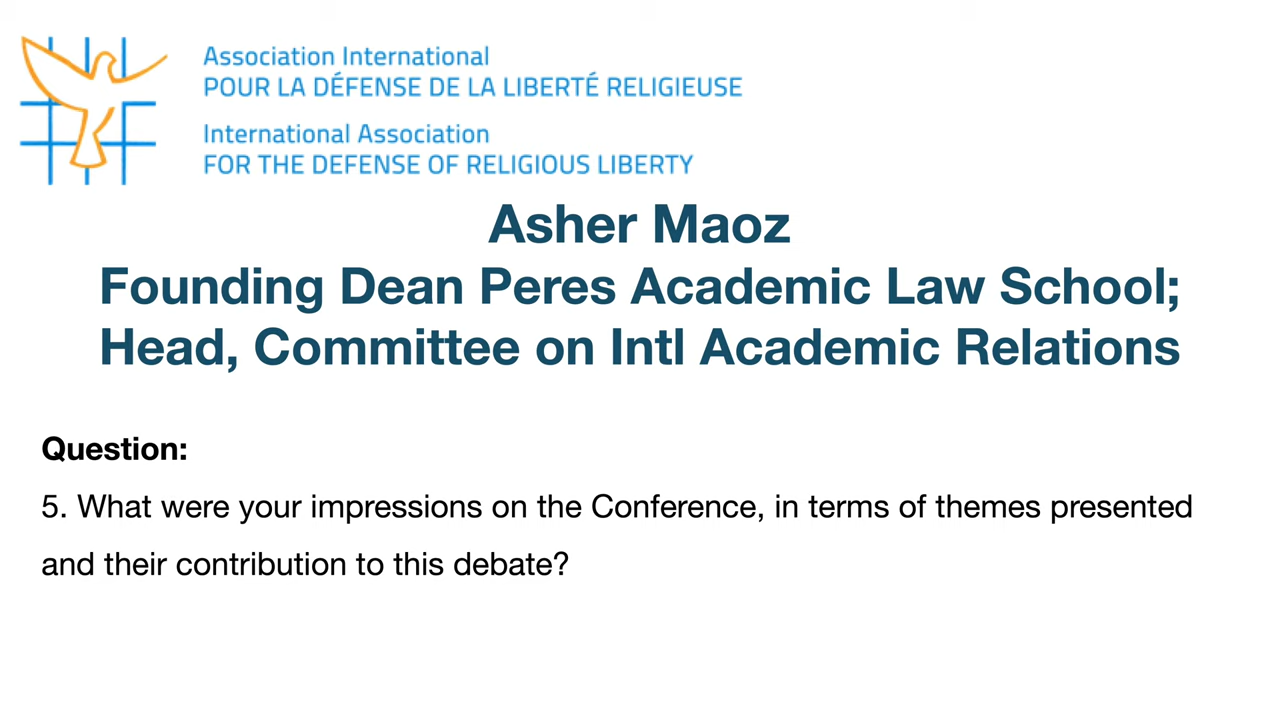 Association International
POUR LA DÉFENSE DE LA LIBERTÉ RELIGIEUSE
International Association
FOR THE DEFENSE OF RELIGIOUS LIBERTY
Asher Maoz
Founding Dean Peres Academic Law School;
Head, Committee on Intl Academic Relations
Question:
5. What were your impressions on the Conference, in terms of themes presented
and their contribution to this debate?